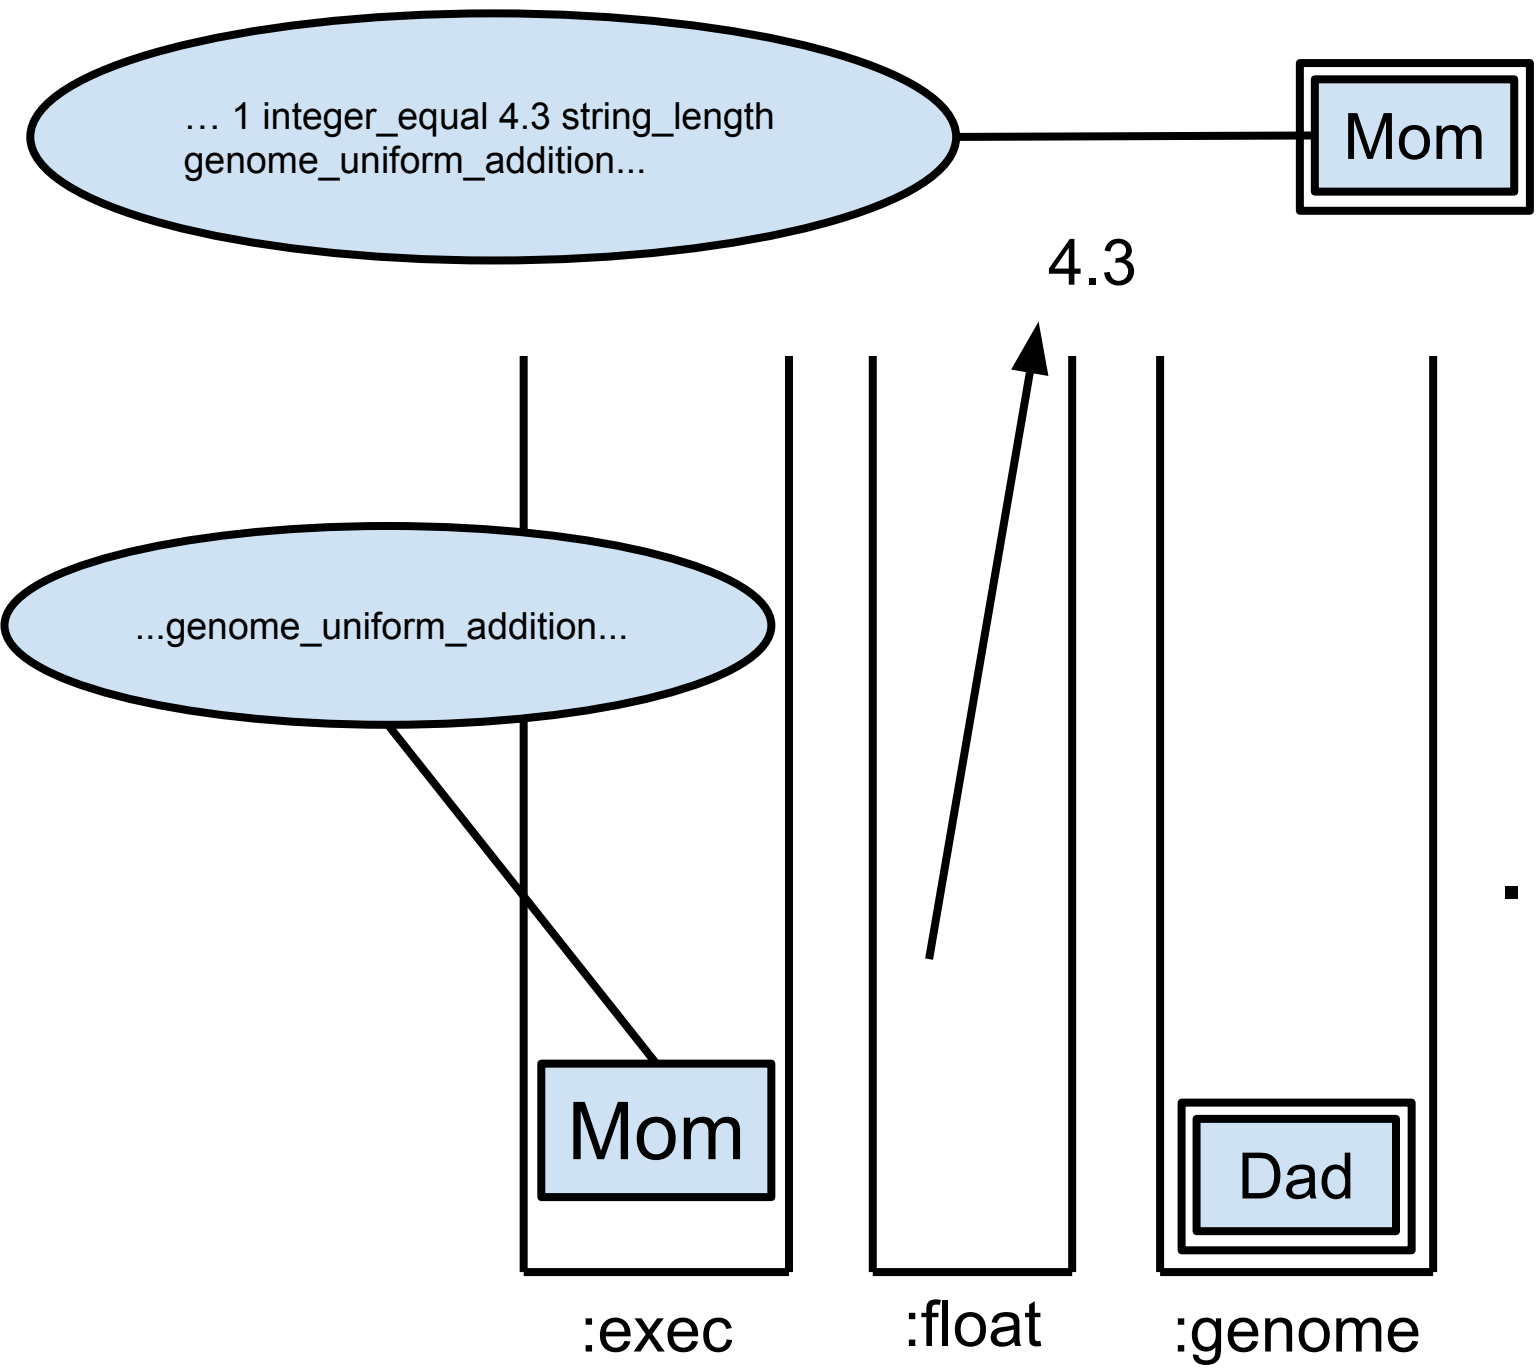 … 1 integer_equal 4.3 string_length
genome_uniform_addition...
Mom
4.3
...genome_uniform_addition...
.
Mom
Dad
:exec
:float
:genome